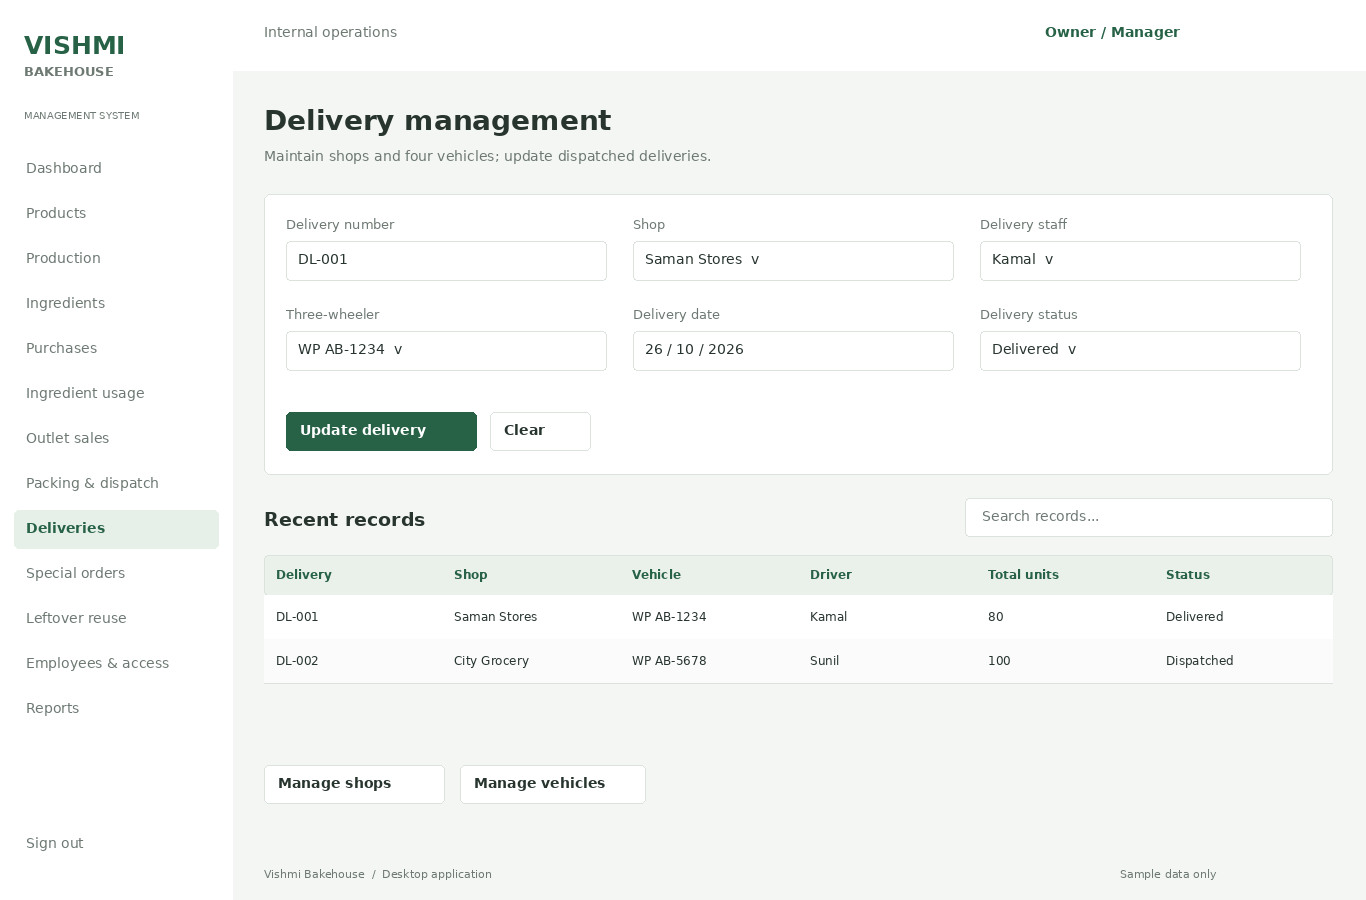 VISHMI
BAKEHOUSE
MANAGEMENT SYSTEM
Dashboard
Products
Production
Ingredients
Purchases
Ingredient usage
Outlet sales
Packing & dispatch
Deliveries
Special orders
Leftover reuse
Employees & access
Reports
Sign out
Internal operations
Owner / Manager
Delivery management
Maintain shops and four vehicles; update dispatched deliveries.
Delivery number
Shop
Delivery staff
DL-001
Saman Stores v
Kamal v
Three-wheeler
Delivery date
Delivery status
WP AB-1234 v
26 / 10 / 2026
Delivered v
Update delivery
Clear
Recent records
Search records...
Delivery Shop Vehicle Driver Total units Status
DL-001 Saman Stores WP AB-1234 Kamal 80 Delivered
DL-002 City Grocery WP AB-5678 Sunil 100 Dispatched
Manage shops
Manage vehicles
Vishmi Bakehouse / Desktop application
Sample data only